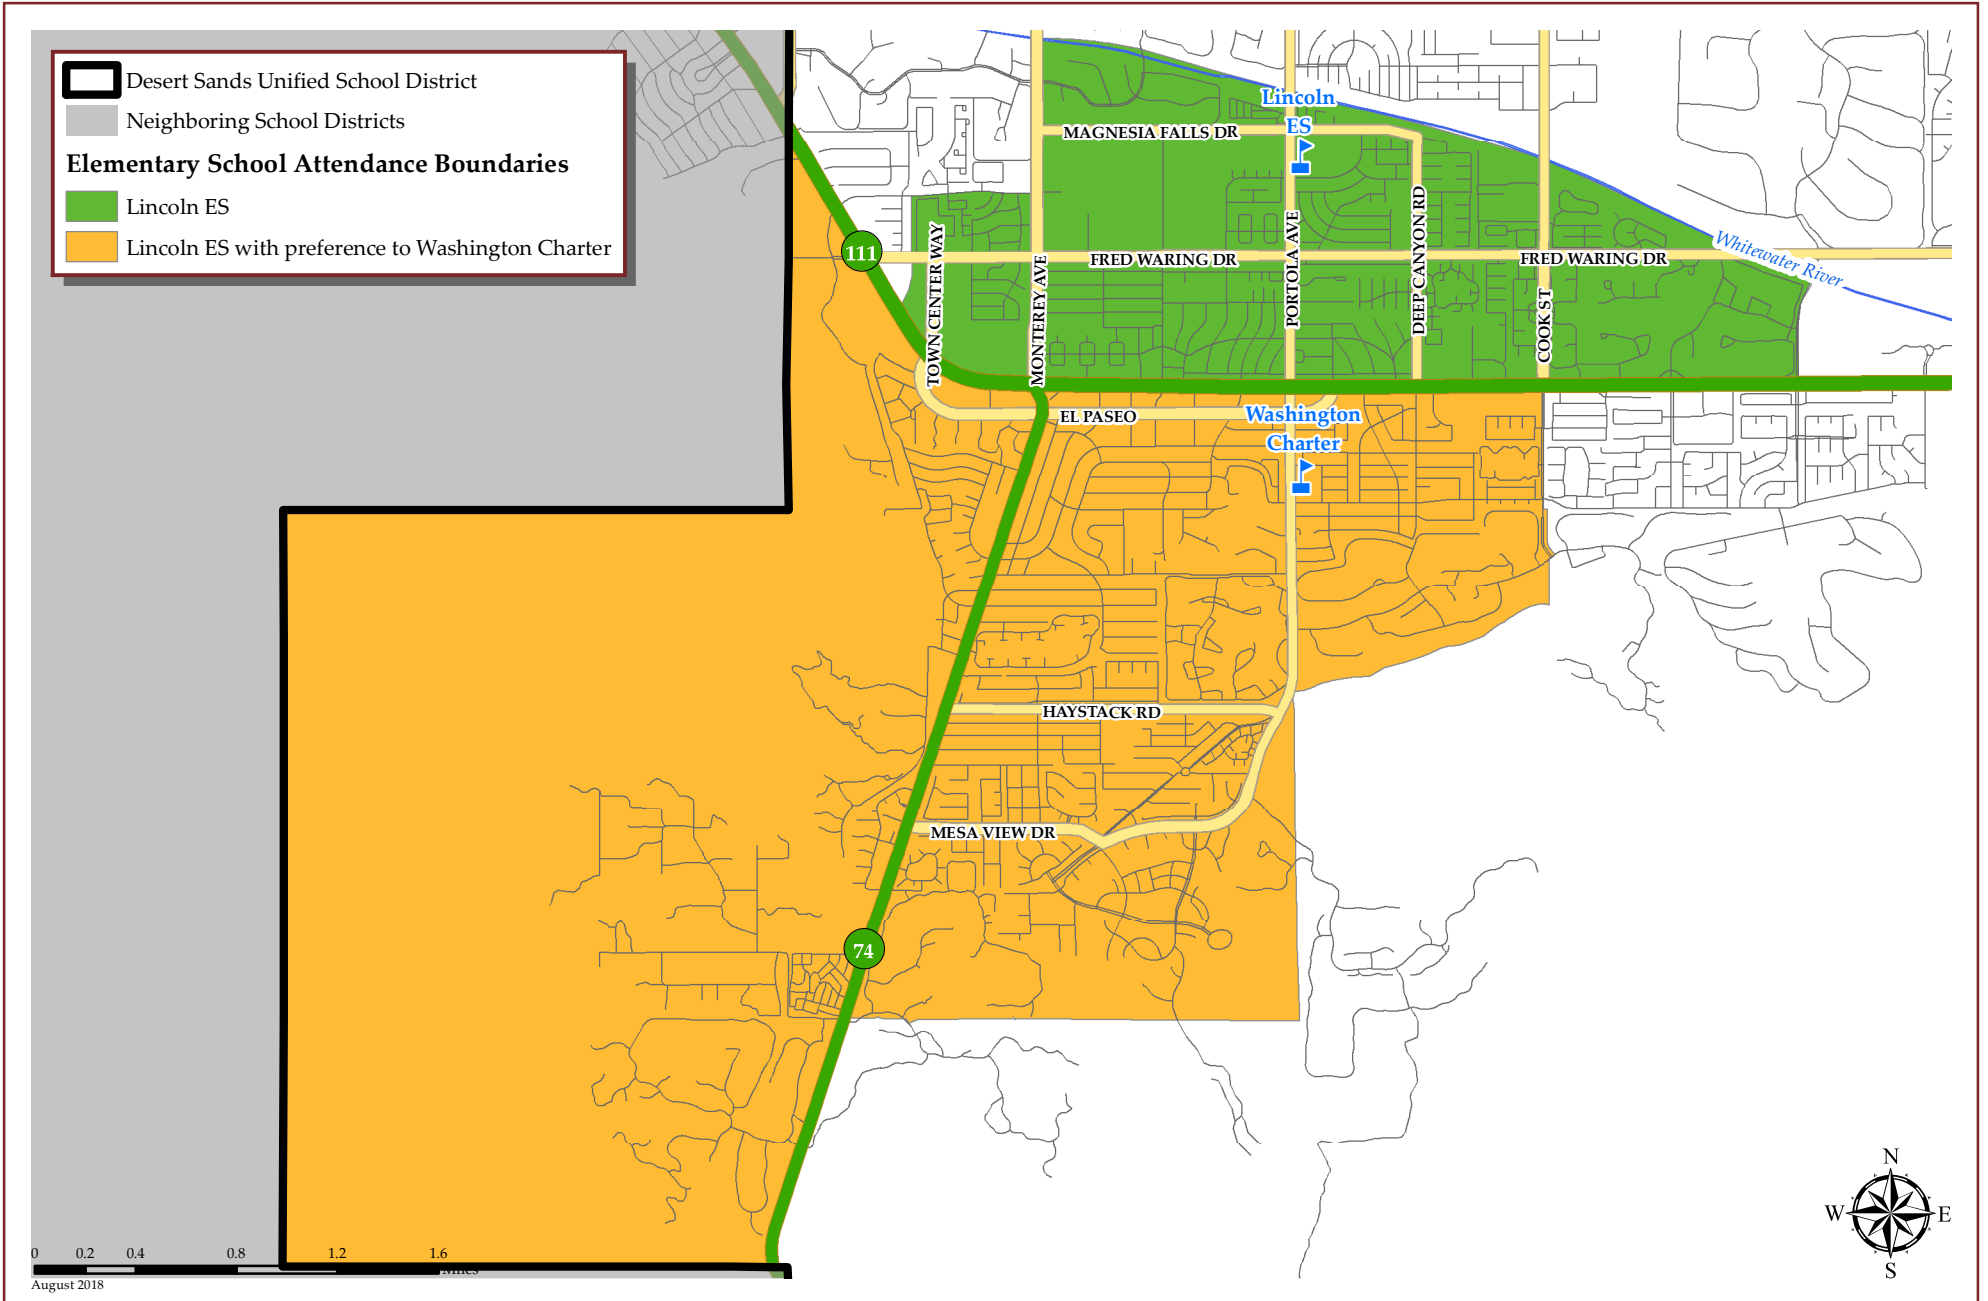 Desert Sands Unified School District
Neighboring School Districts
Elementary School Attendance Boundaries
Lincoln ES
Lincoln ES with preference to Washington Charter
Lincoln
ES
MAGNESIA FALLS DR
111
TOWN CENTER WAY
MONTEREY AVE
FRED WARING DR
PORTOLA AVE
DEEP CANYON RD
COOK ST
FRED WARING DR
Whitewater River
EL PASEO
Washington
Charter
HAYSTACK RD
MESA VIEW DR
74
N
W
E
S
0 0.2 0.4 0.8 1.2 1.6
Miles
August 2018